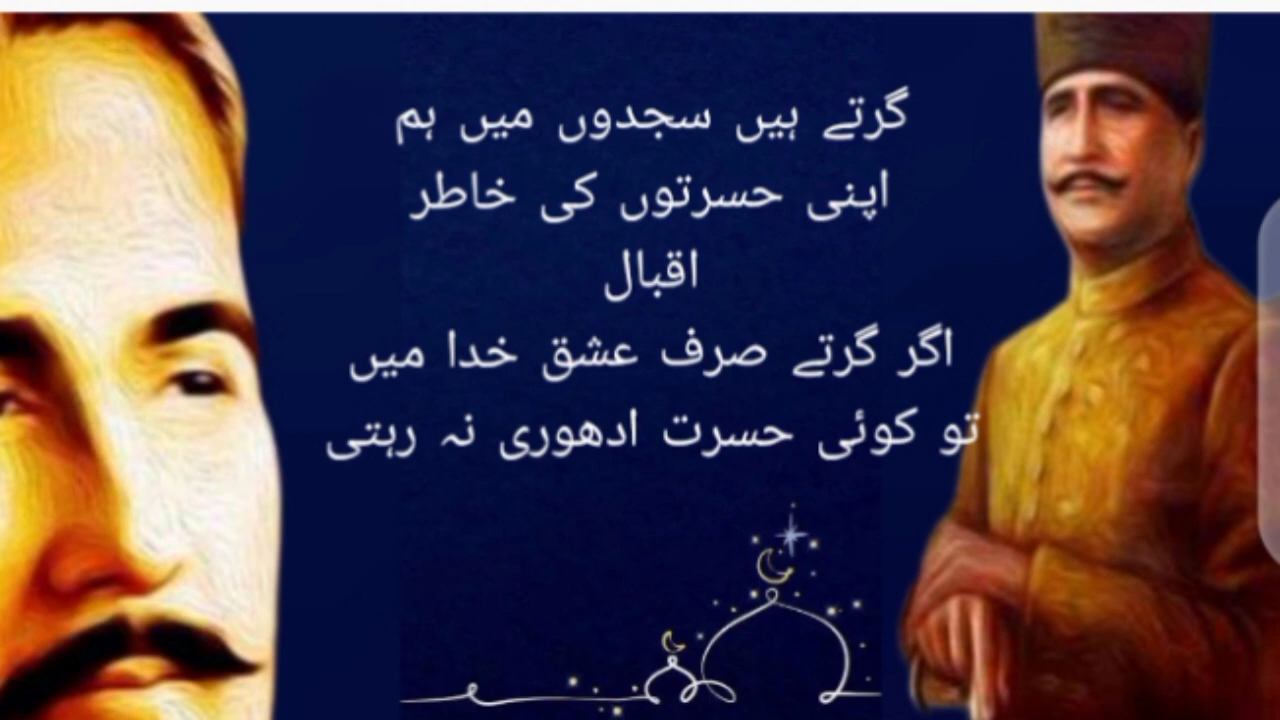 گرتے ہیں سجدوں میں ہم
اپنی حسرتوں کی خاطر
اقبال
اگر گرتے صرف عشق خدا میں
تو کوئی حسرت ادھوری نہ رہتی